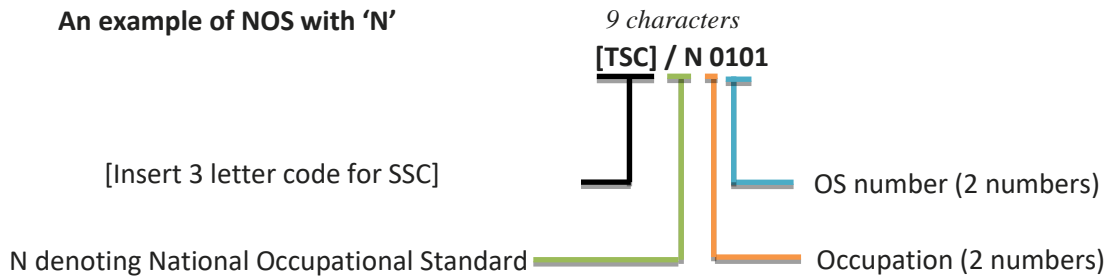 An example of NOS with ‘N’
9 characters
[TSC] / N 0101
[Insert 3 letter code for SSC]
OS number (2 numbers)
N denoting National Occupational Standard
Occupation (2 numbers)